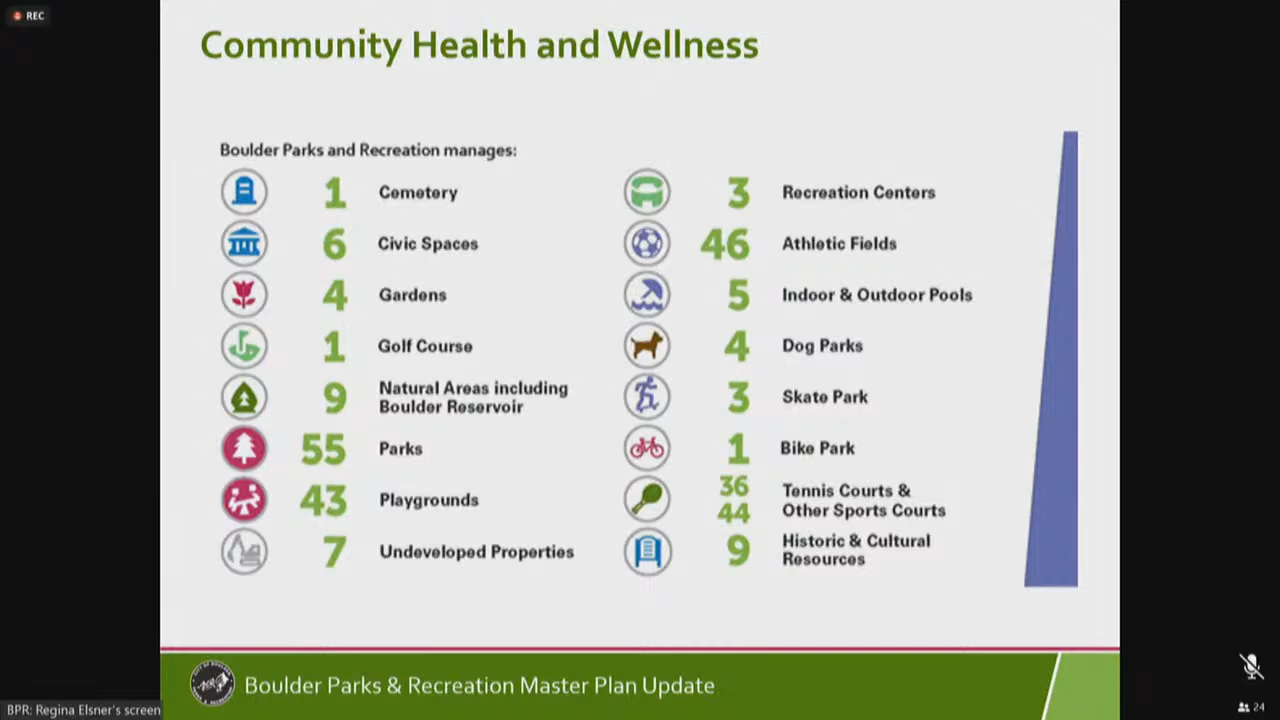 REC
Community Health and Wellness
Boulder Parks and Recreation manages:
1 Cemetery
6 Civic Spaces
4 Gardens
1 Golf Course
9 Natural Areas including
Boulder Reservoir
55 Parks
43 Playgrounds
7 Undeveloped Properties
3 Recreation Centers
46 Athletic Fields
5 Indoor & Outdoor Pools
4 Dog Parks
3 Skate Park
1 Bike Park
36 Tennis Courts &
44 Other Sports Courts
9 Historic & Cultural
Resources
Boulder Parks & Recreation Master Plan Update
BPR: Regina Elsner's screen
24